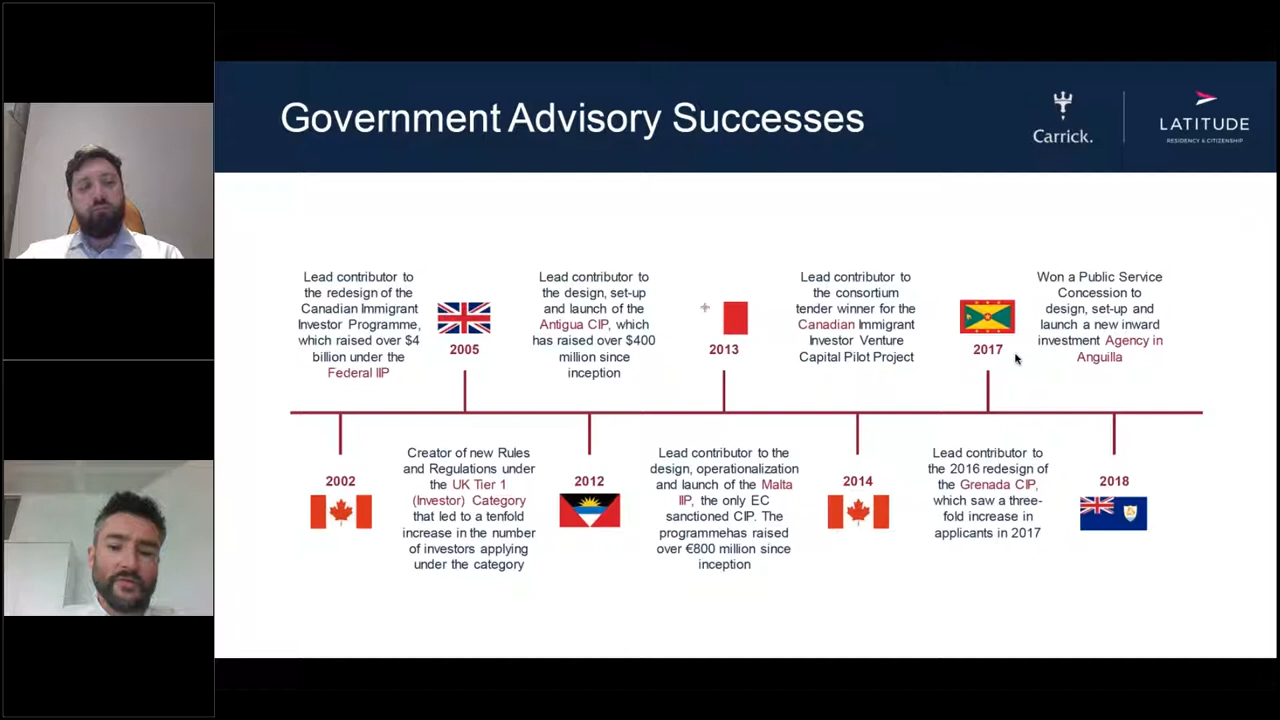 Government Advisory Successes
Carrick.
LATITUDE
RESIDENCY & CITIZENSHIP
Lead contributor to
the redesign of the
Canadian Immigrant
Investor Programme,
which raised over $4
billion under the
Federal IIP
2005
Lead contributor to
the design, set-up
and launch of the
Antigua CIP, which
has raised over $400
million since
inception
2013
Lead contributor to
the consortium
tender winner for the
Canadian Immigrant
Investor Venture
Capital Pilot Project
2017
Won a Public Service
Concession to
design, set-up and
launch a new inward
investment Agency in
Anguilla
2002
Creator of new Rules
and Regulations under
the UK Tier 1
(Investor) Category
that led to a tenfold
increase in the number
of investors applying
under the category
2012
Lead contributor to the
design, operationalization
and launch of the Malta
IIP, the only EC
sanctioned CIP. The
programmehas raised
over €800 million since
inception
2014
Lead contributor to
the 2016 redesign of
the Grenada CIP,
which saw a three-
fold increase in
applicants in 2017
2018